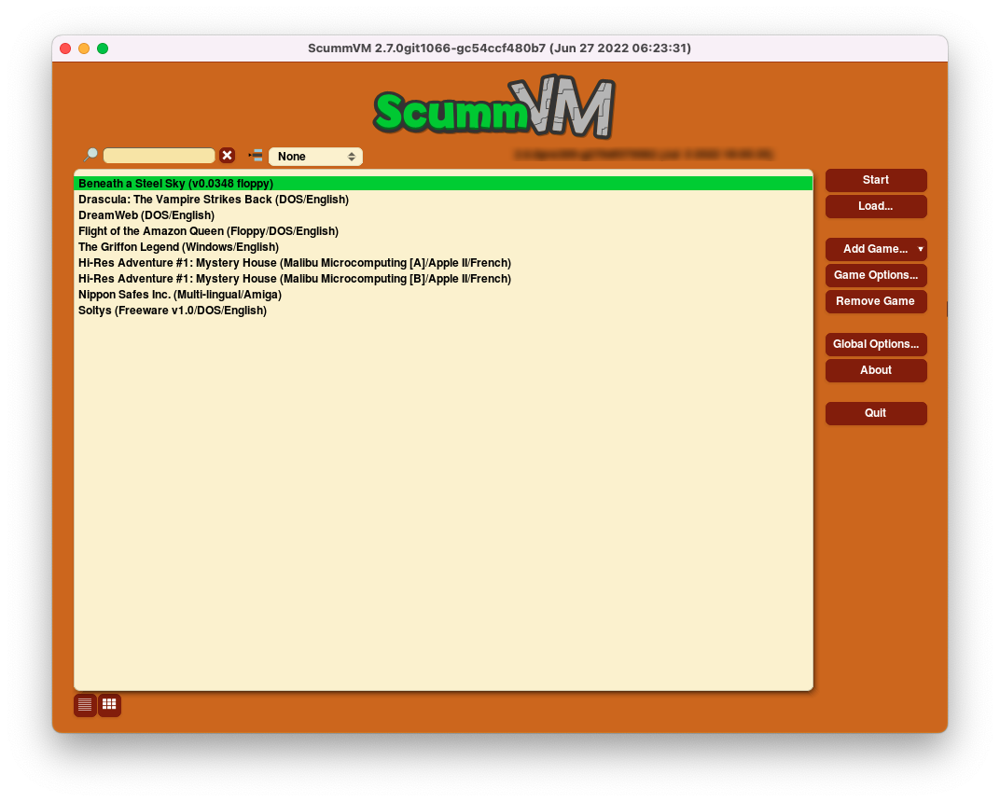 ScummVM 2.7.0git1066-gc54ccf480b7 (Jun 27 2022 06:23:31)
ScummVM
None
Beneath a Steel Sky (v0.0348 floppy)
Drascula: The Vampire Strikes Back (DOS/English)
DreamWeb (DOS/English)
Flight of the Amazon Queen (Floppy/DOS/English)
The Griffon Legend (Windows/English)
Hi-Res Adventure #1: Mystery House (Malibu Microcomputing [A]/Apple II/French)
Hi-Res Adventure #1: Mystery House (Malibu Microcomputing [B]/Apple II/French)
Nippon Safes Inc. (Multi-lingual/Amiga)
Soltys (Freeware v1.0/DOS/English)
Start
Load...
Add Game...
Game Options...
Remove Game
Global Options...
About
Quit